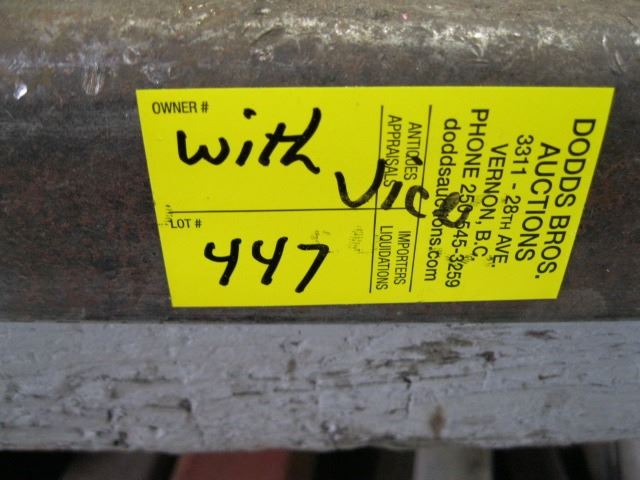 OWNER #
with Vice
LOT #
447
ANTIQUES
APPRAISALS
IMPORTERS
LIQUIDATIONS
DODDS BROS.
AUCTIONS
3311 - 28TH AVE.
VERNON, B.C.
PHONE 250-545-3259
doddsauctions.com